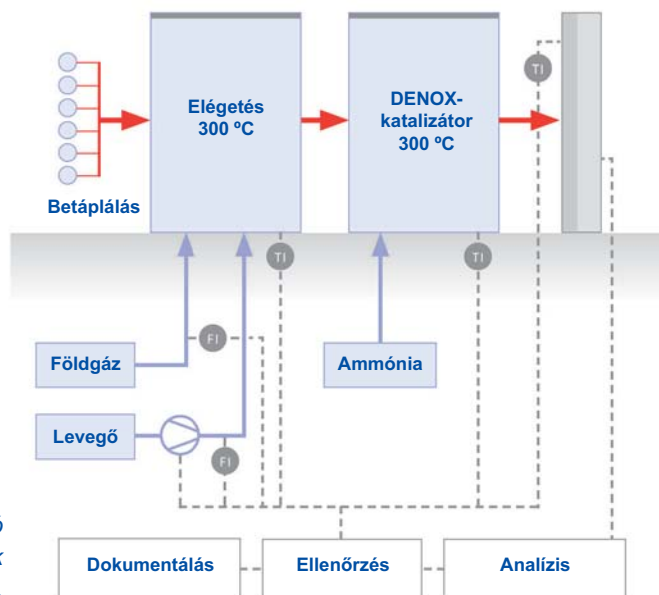 TI
Elégetés
300 ºC
DENOX-
katalizátor
300 ºC
Betáplálás
TI
TI
FI
Földgáz
Ammónia
Levegő
FI
Dokumentálás
Ellenőrzés
Analízis